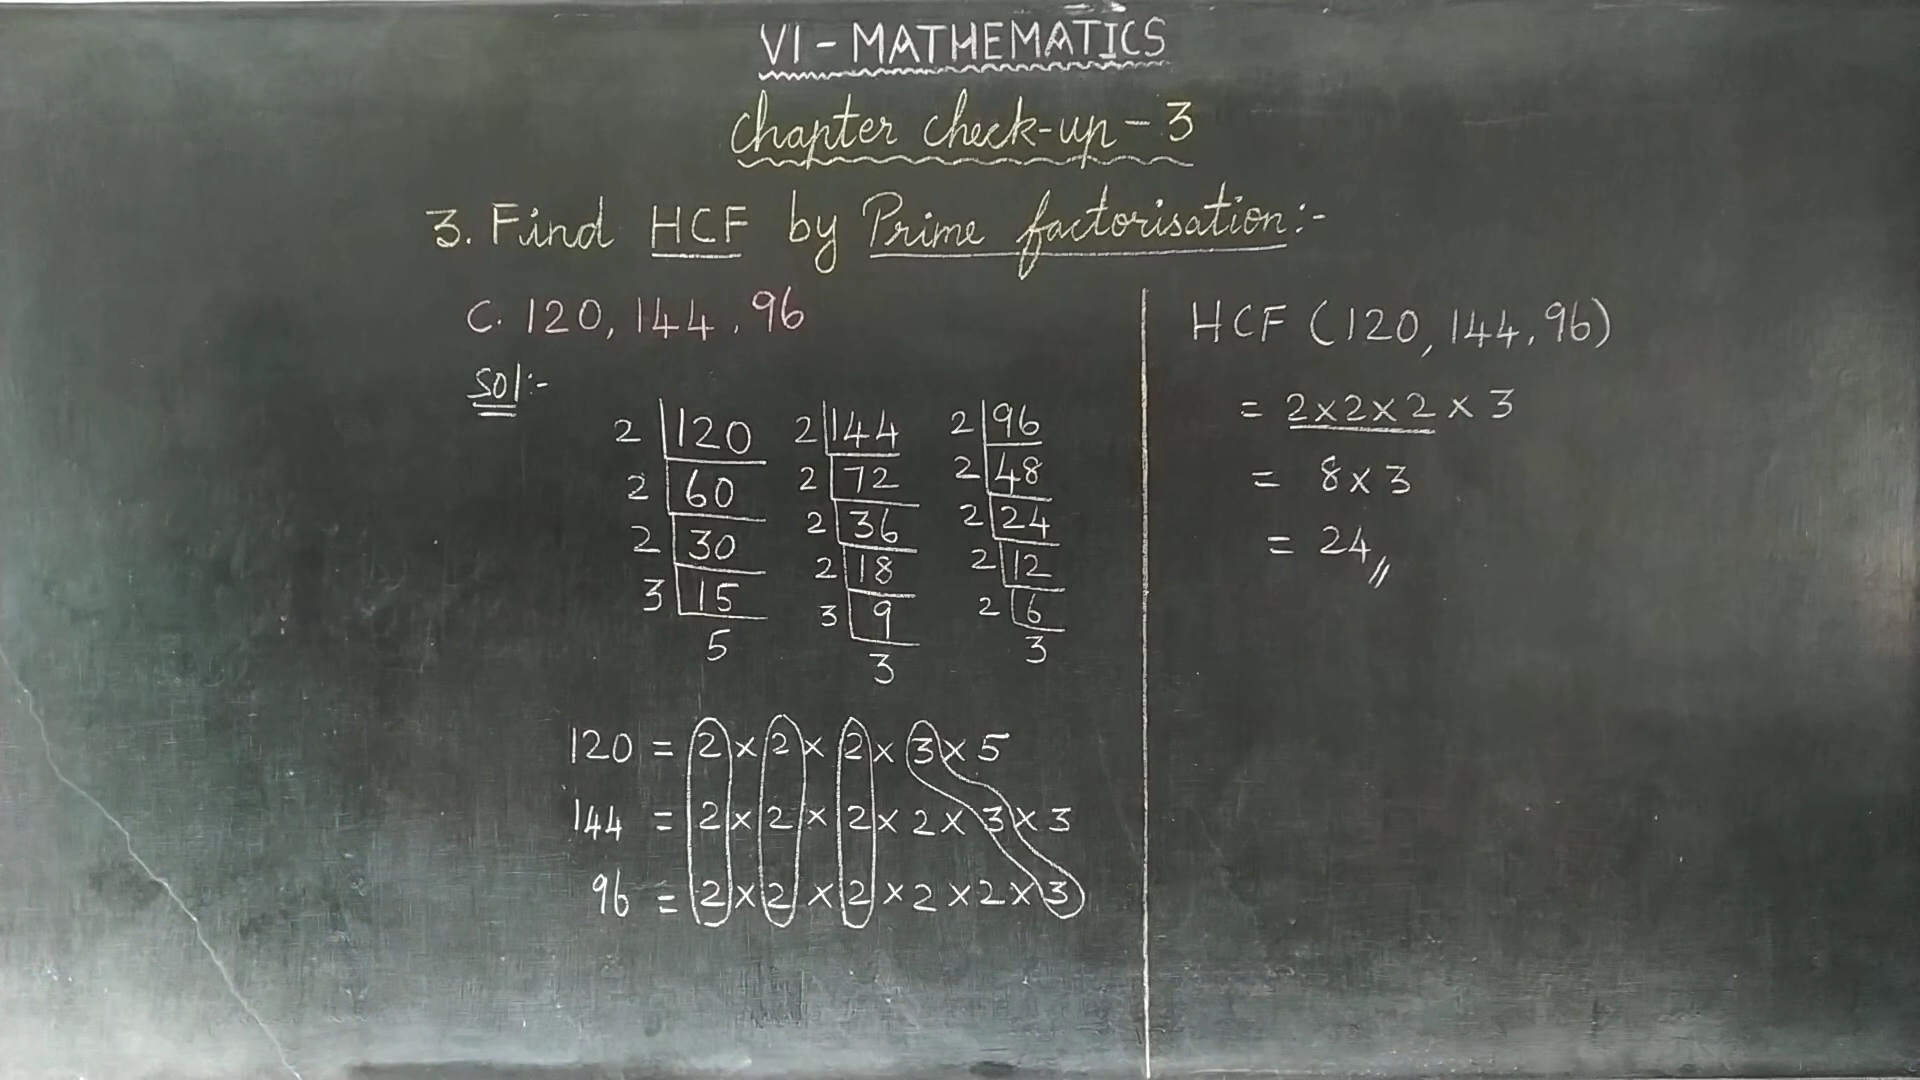 VI - MATHEMATICS
Chapter Check-up - 3
3. Find HCF by Prime factorisation:-
C. 120, 144, 96
Sol:-
2 | 120
2 | 60
2 | 30
3 | 15
5
2 | 144
2 | 72
2 | 36
2 | 18
3 | 9
3
2 | 96
2 | 48
2 | 24
2 | 12
2 | 6
3
120 = 2 × 2 × 2 × 3 × 5
144 = 2 × 2 × 2 × 2 × 3 × 3
96 = 2 × 2 × 2 × 2 × 2 × 3
HCF (120, 144, 96)
= 2 × 2 × 2 × 3
= 8 × 3
= 24 //